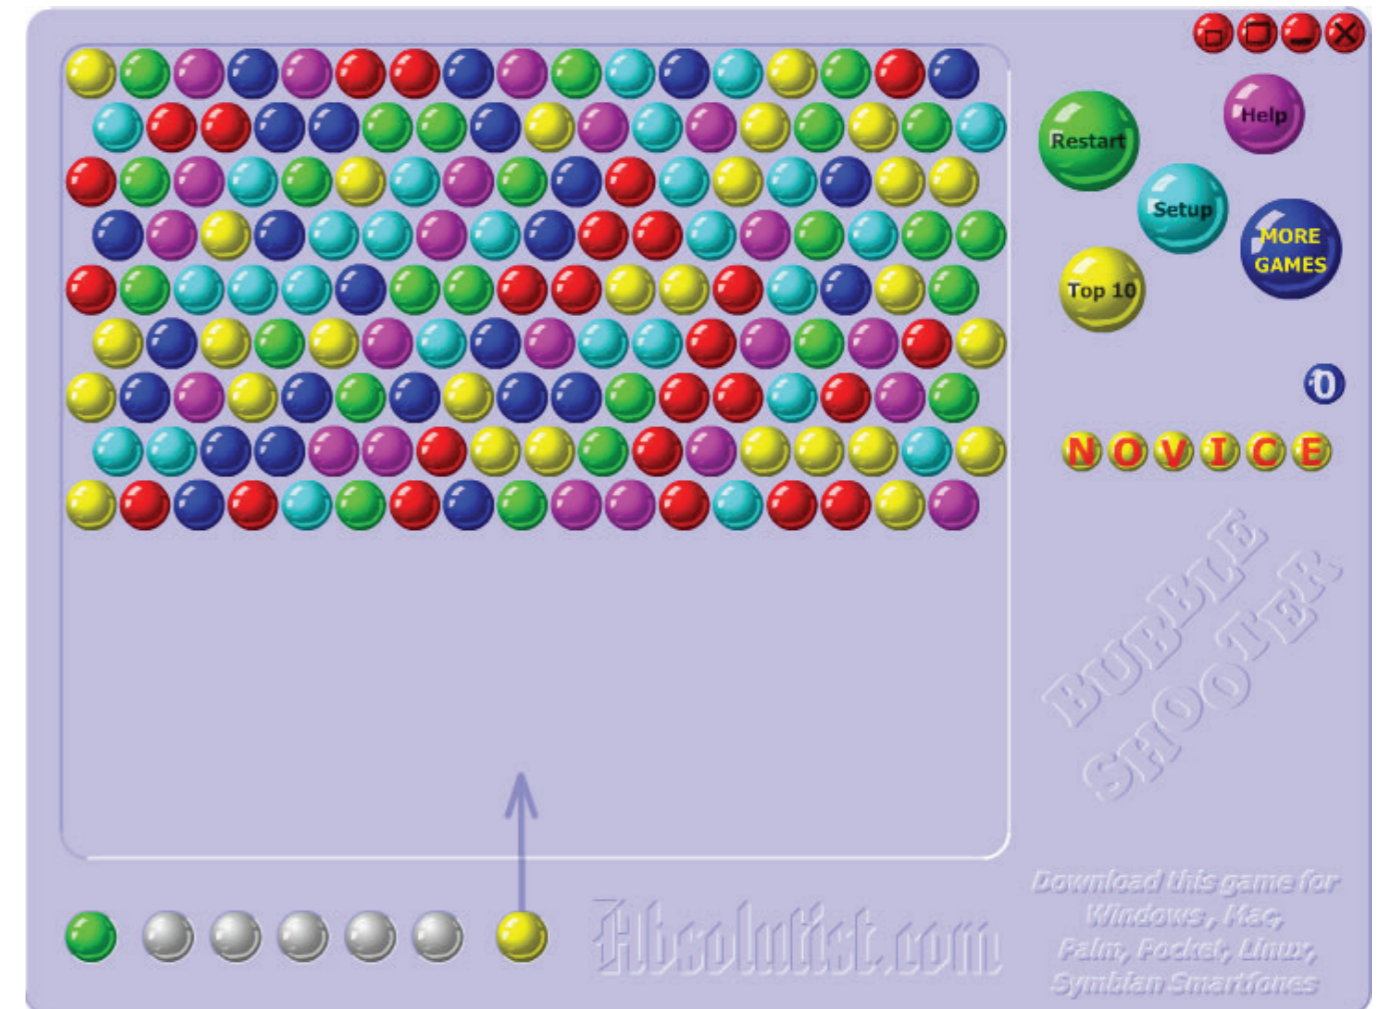 Restart
Help
Setup
MORE
GAMES
Top 10
0
NOVICE
BUBBLE
SHOOTER
Absolutist.com
Download this game for
Windows, Mac,
Palm, Pocket, Linux,
Symbian Smartfones